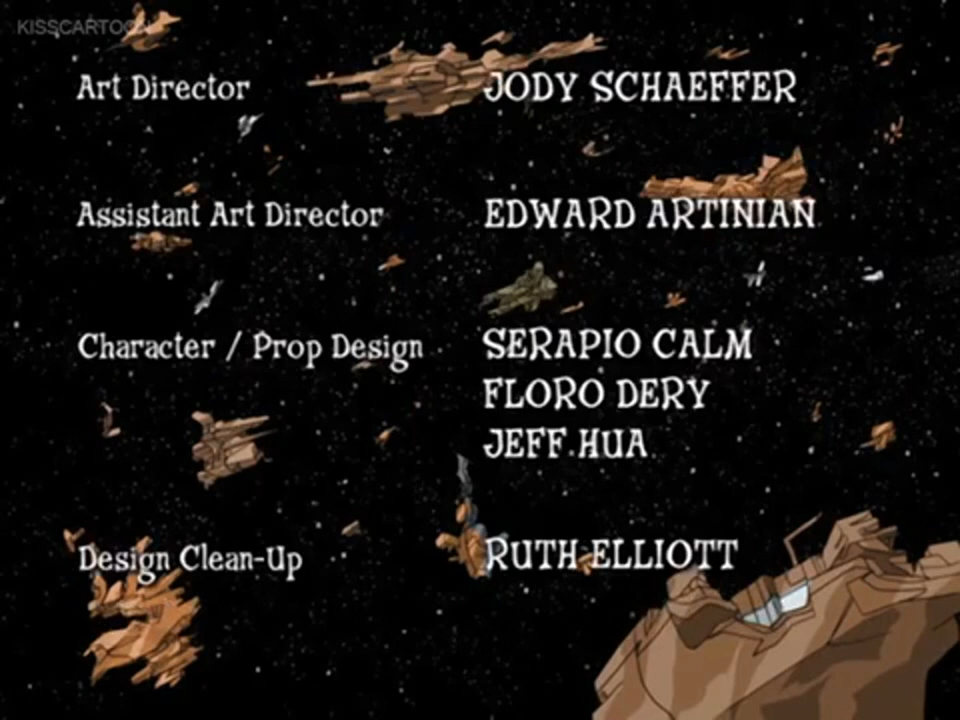 KISSCARTOON
Art Director JODY SCHAEFFER
Assistant Art Director EDWARD ARTINIAN
Character / Prop Design SERAPIO CALM
FLORO DERY
JEFF HUA
Design Clean-Up RUTH ELLIOTT